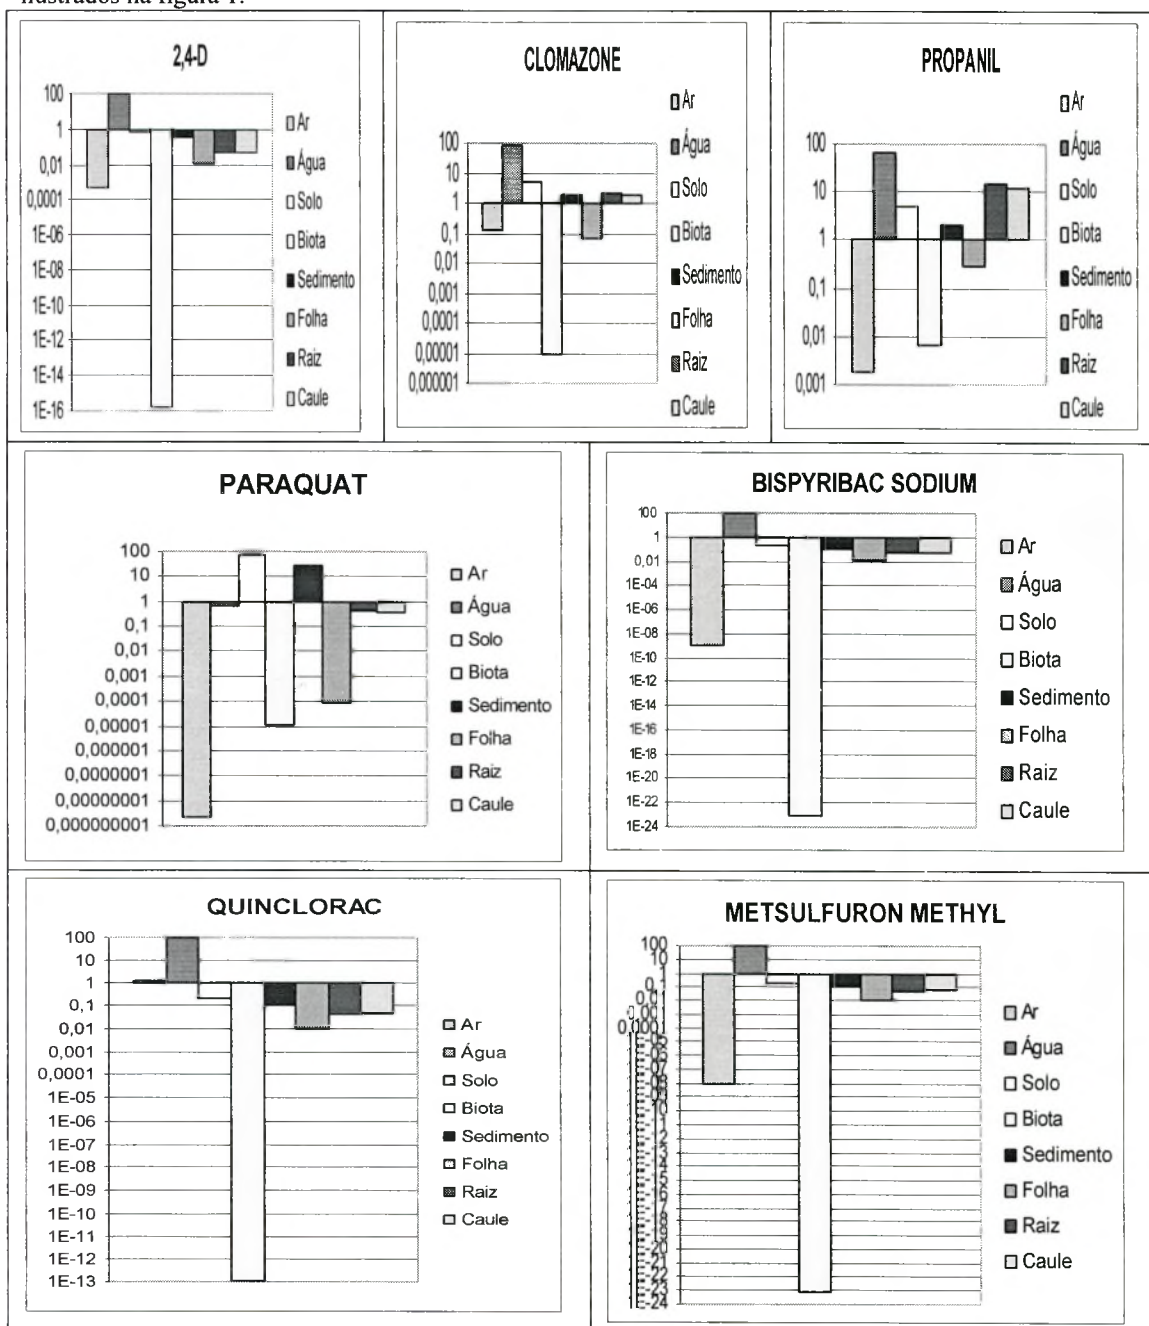 ilustrados na figura 1.
2,4-D
100
1
0,01
0,0001
1E-06
1E-08
1E-10
1E-12
1E-14
1E-16
Ar
Água
Solo
Biota
Sedimento
Folha
Raiz
Caule
CLOMAZONE
100
10
1
0,1
0,01
0,001
0,0001
0,00001
0,000001
Ar
Água
Solo
Biota
Sedimento
Folha
Raiz
Caule
PROPANIL
100
10
1
0,1
0,01
0,001
Ar
Água
Solo
Biota
Sedimento
Folha
Raiz
Caule
PARAQUAT
100
10
1
0,1
0,01
0,001
0,0001
0,00001
0,000001
0,0000001
0,00000001
0,000000001
Ar
Água
Solo
Biota
Sedimento
Folha
Raiz
Caule
BISPYRIBAC SODIUM
100
1
0,01
1E-04
1E-06
1E-08
1E-10
1E-12
1E-14
1E-16
1E-18
1E-20
1E-22
1E-24
Ar
Água
Solo
Biota
Sedimento
Folha
Raiz
Caule
QUINCLORAC
100
10
1
0,1
0,01
0,001
0,0001
1E-05
1E-06
1E-07
1E-08
1E-09
1E-10
1E-11
1E-12
1E-13
Ar
Água
Solo
Biota
Sedimento
Folha
Raiz
Caule
METSULFURON METHYL
100
10
1
0,1
0,0001
Ar
Água
Solo
Biota
Sedimento
Folha
Raiz
Caule